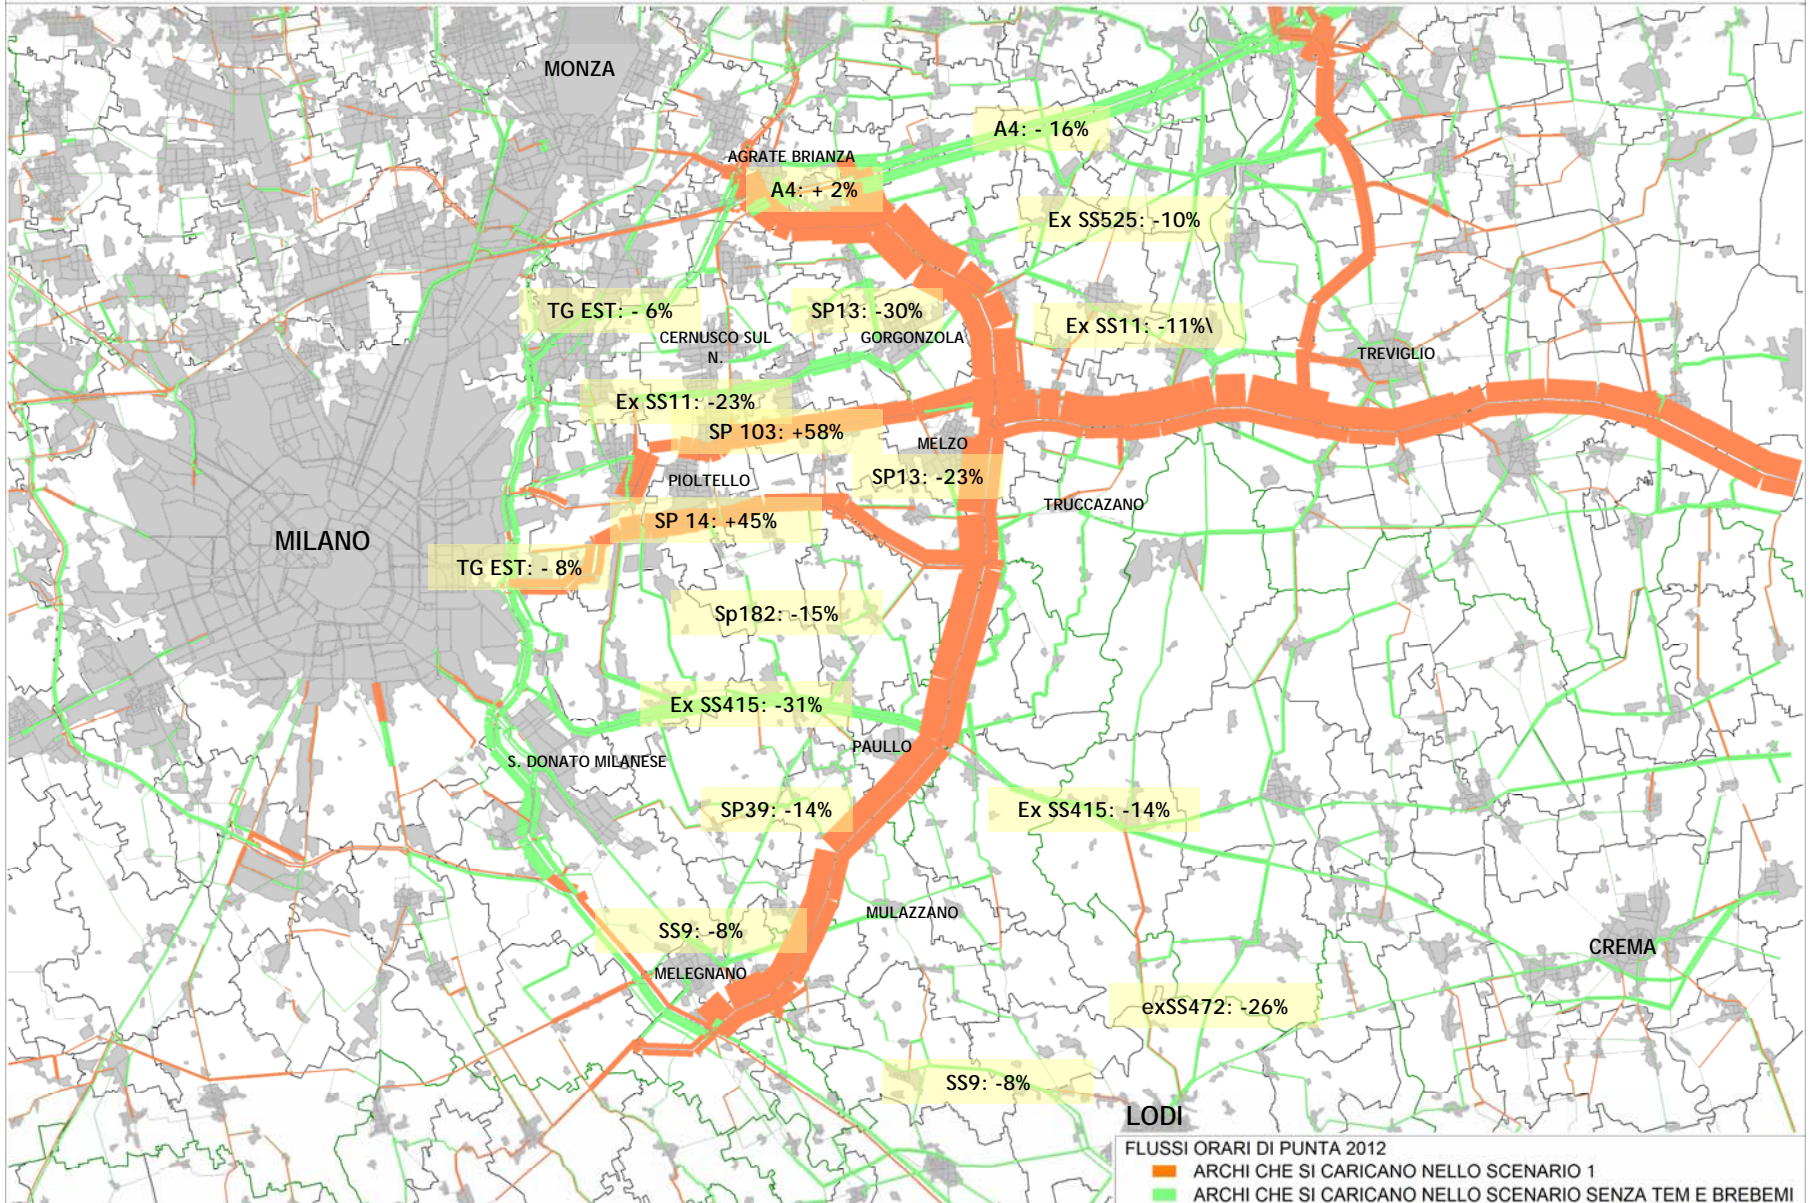 MONZA
A4: - 16%
AGRATE BRIANZA
A4: + 2%
Ex SS525: -10%
TG EST: - 6%
SP13: -30%
Ex SS11: -11%\
CERNUSCO SUL
N.
GORGONZOLA
TREVIGLIO
Ex SS11: -23%
SP 103: +58%
MELZO
SP13: -23%
PIOLTELLO
TRUCCAZANO
SP 14: +45%
MILANO
TG EST: - 8%
Sp182: -15%
Ex SS415: -31%
PAULLO
S. DONATO MILANESE
SP39: -14%
Ex SS415: -14%
MULAZZANO
SS9: -8%
CREMA
MELEGNANO
exSS472: -26%
SS9: -8%
LODI
FLUSSI ORARI DI PUNTA 2012
ARCHI CHE SI CARICANO NELLO SCENARIO 1
ARCHI CHE SI CARICANO NELLO SCENARIO SENZA TEM E BREBEMI